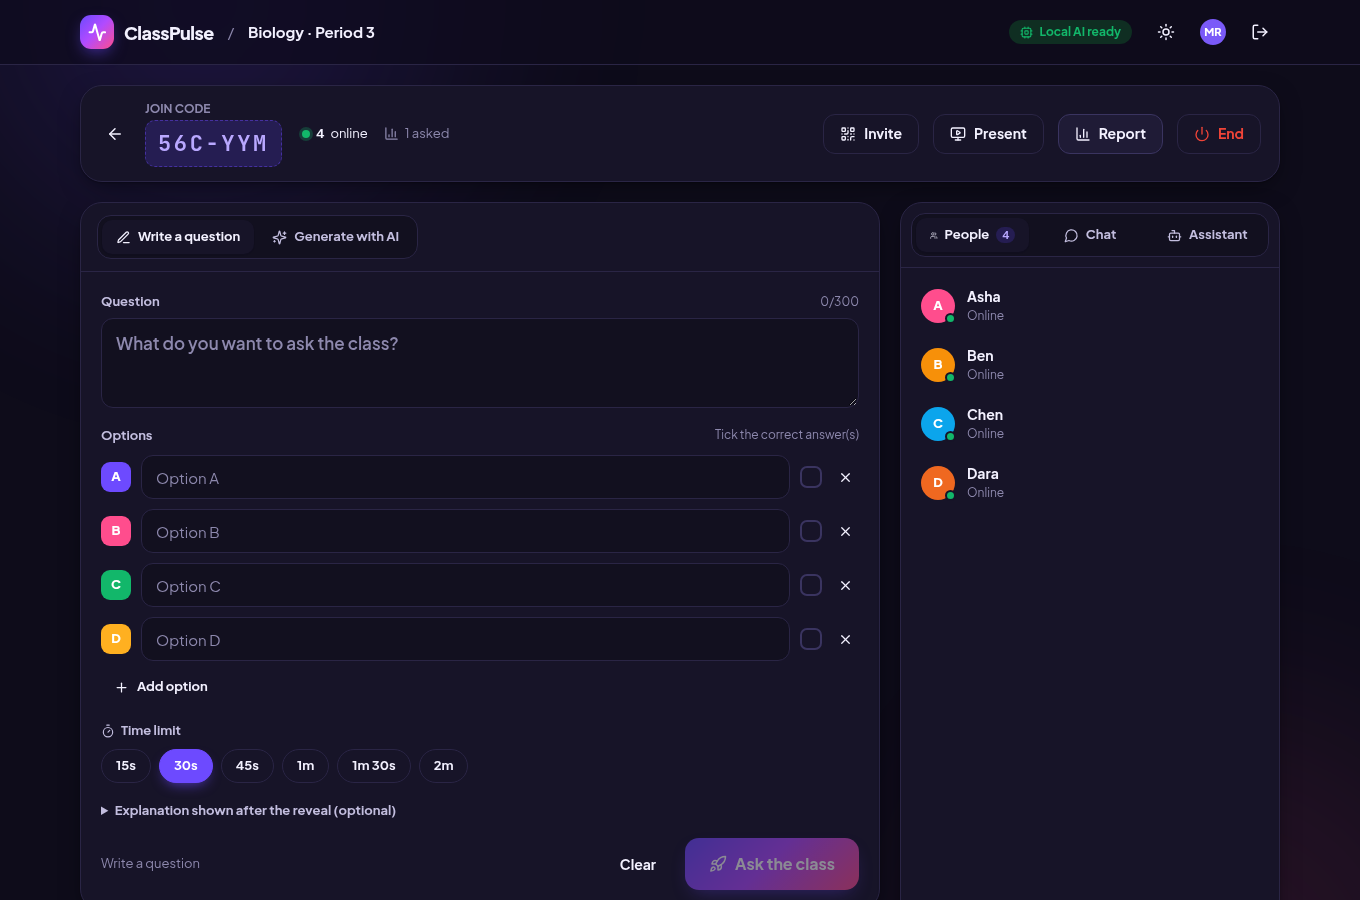 ClassPulse / Biology · Period 3
Local AI ready
MR
JOIN CODE
56C-YYM
4 online
1 asked
Invite
Present
Report
End
Write a question
Generate with AI
Question
0/300
What do you want to ask the class?
Options
Tick the correct answer(s)
A
Option A
B
Option B
C
Option C
D
Option D
Add option
Time limit
15s
30s
45s
1m
1m 30s
2m
Explanation shown after the reveal (optional)
Write a question
Clear
Ask the class
People 4
Chat
Assistant
A
Asha
Online
B
Ben
Online
C
Chen
Online
D
Dara
Online